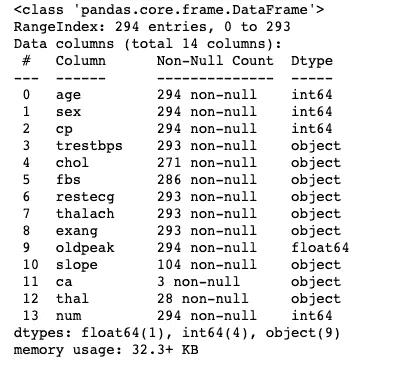 <class 'pandas.core.frame.DataFrame'>
RangeIndex: 294 entries, 0 to 293
Data columns (total 14 columns):
 #   Column    Non-Null Count  Dtype
---  ------    --------------  -----
 0   age       294 non-null    int64
 1   sex       294 non-null    int64
 2   cp        294 non-null    int64
 3   trestbps  293 non-null    object
 4   chol      271 non-null    object
 5   fbs       286 non-null    object
 6   restecg   293 non-null    object
 7   thalach   293 non-null    object
 8   exang     293 non-null    object
 9   oldpeak   294 non-null    float64
 10  slope     104 non-null    object
 11  ca        3 non-null      object
 12  thal      28 non-null     object
 13  num       294 non-null    int64
dtypes: float64(1), int64(4), object(9)
memory usage: 32.3+ KB